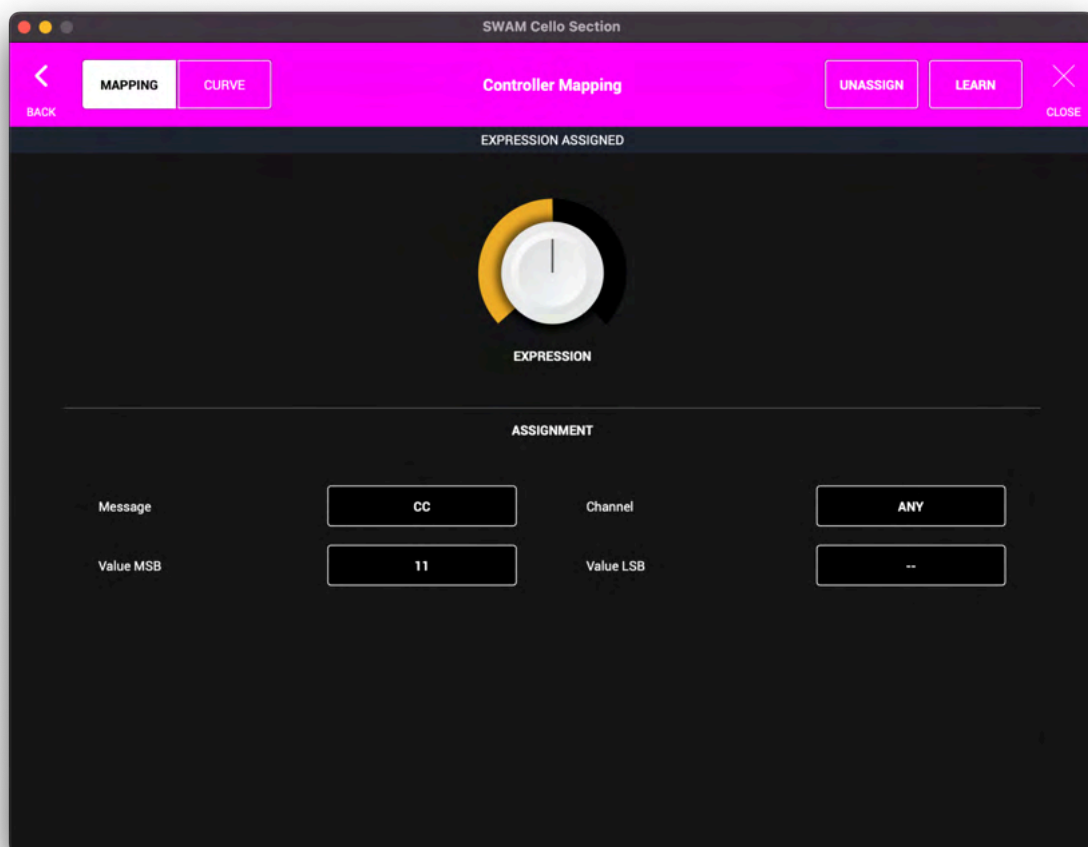 SWAM Cello Section
BACK
MAPPING CURVE
Controller Mapping
UNASSIGN LEARN
CLOSE
EXPRESSION ASSIGNED
EXPRESSION
ASSIGNMENT
Message CC Channel ANY
Value MSB 11 Value LSB --